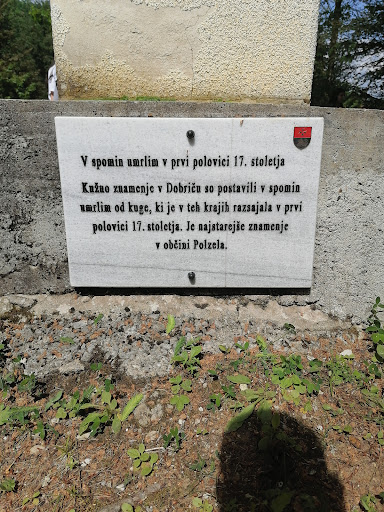 V spomin umrlim v prvi polovici 17. stoletja
Kužno znamenje v Dobriču so postavili v spomin
umrlim od kuge, ki je v teh krajih razsajala v prvi
polovici 17. stoletja. Je najstarejše znamenje
v občini Polzela.